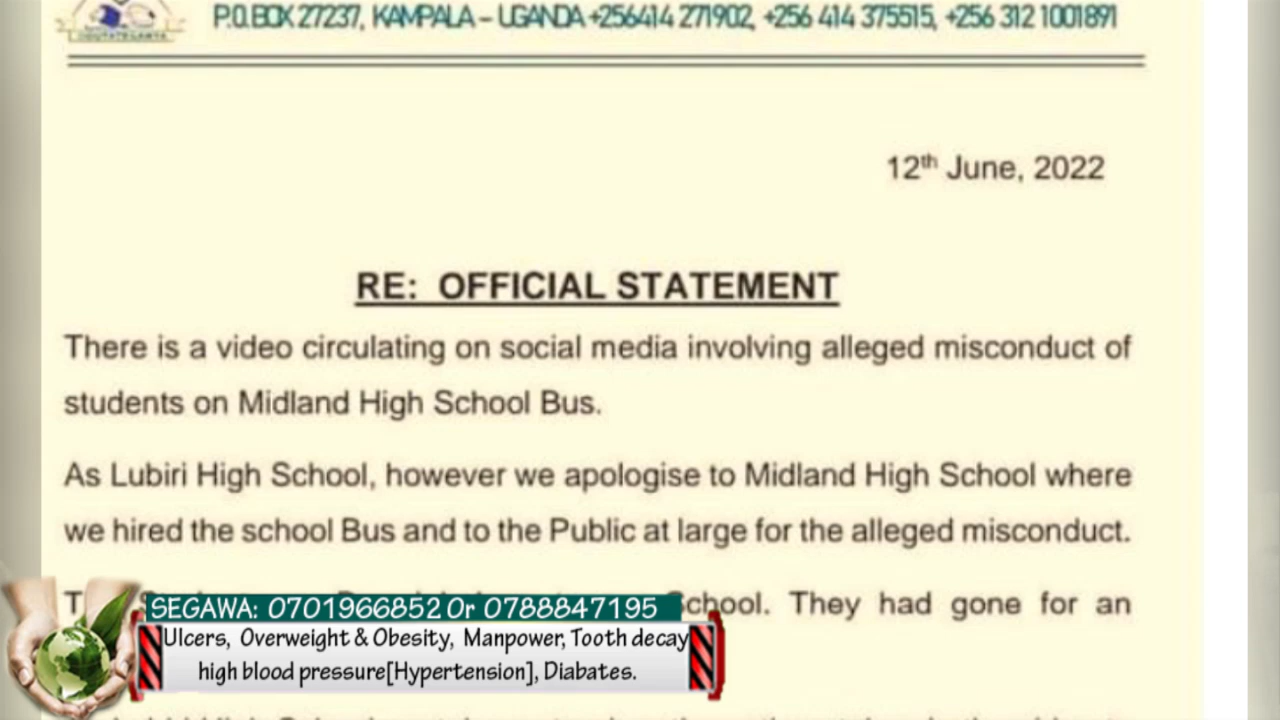 P.O.BOX 27237, KAMPALA – UGANDA +256414 271902, +256 414 375515, +256 312 1001891
12th June, 2022
RE: OFFICIAL STATEMENT
There is a video circulating on social media involving alleged misconduct of
students on Midland High School Bus.
As Lubiri High School, however we apologise to Midland High School where
we hired the school Bus and to the Public at large for the alleged misconduct.
School. They had gone for an
SEGAWA: 0701966852 Or 0788847195
Ulcers, Overweight & Obesity, Manpower, Tooth decay
high blood pressure[Hypertension], Diabates.